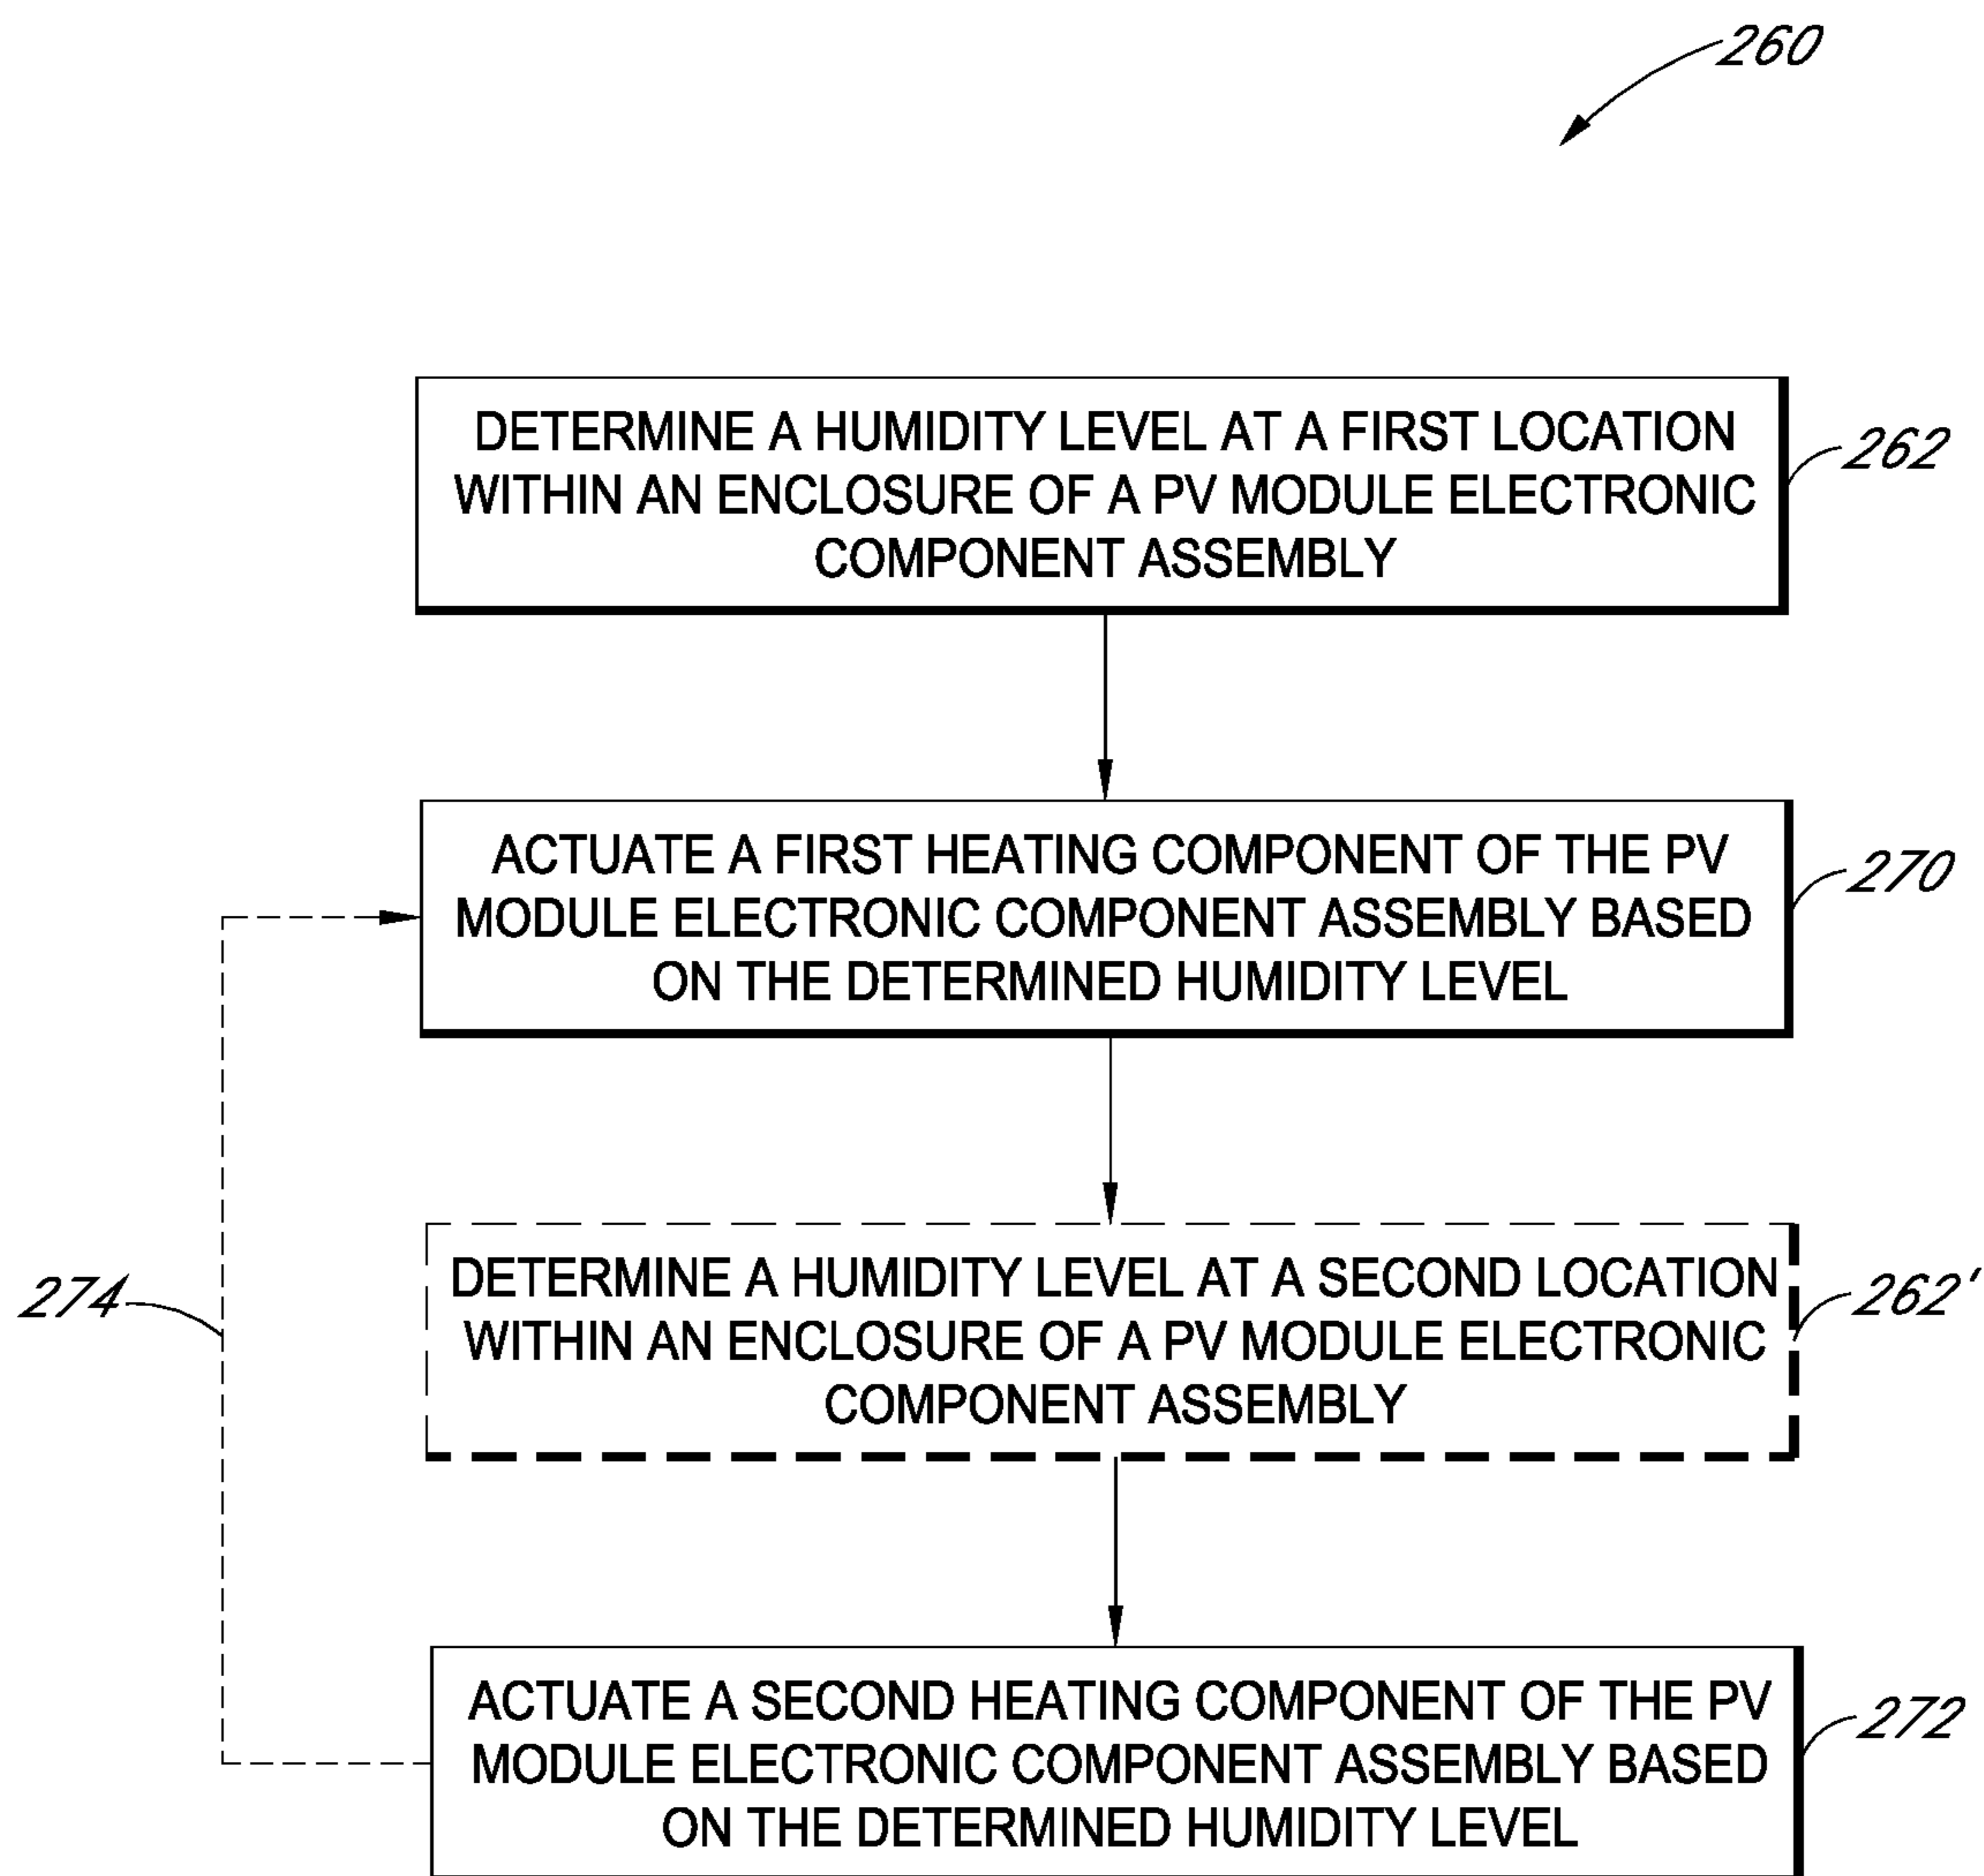 260
DETERMINE A HUMIDITY LEVEL AT A FIRST LOCATION
WITHIN AN ENCLOSURE OF A PV MODULE ELECTRONIC
COMPONENT ASSEMBLY
262
ACTUATE A FIRST HEATING COMPONENT OF THE PV
MODULE ELECTRONIC COMPONENT ASSEMBLY BASED
ON THE DETERMINED HUMIDITY LEVEL
270
DETERMINE A HUMIDITY LEVEL AT A SECOND LOCATION
WITHIN AN ENCLOSURE OF A PV MODULE ELECTRONIC
COMPONENT ASSEMBLY
262'
274
ACTUATE A SECOND HEATING COMPONENT OF THE PV
MODULE ELECTRONIC COMPONENT ASSEMBLY BASED
ON THE DETERMINED HUMIDITY LEVEL
272